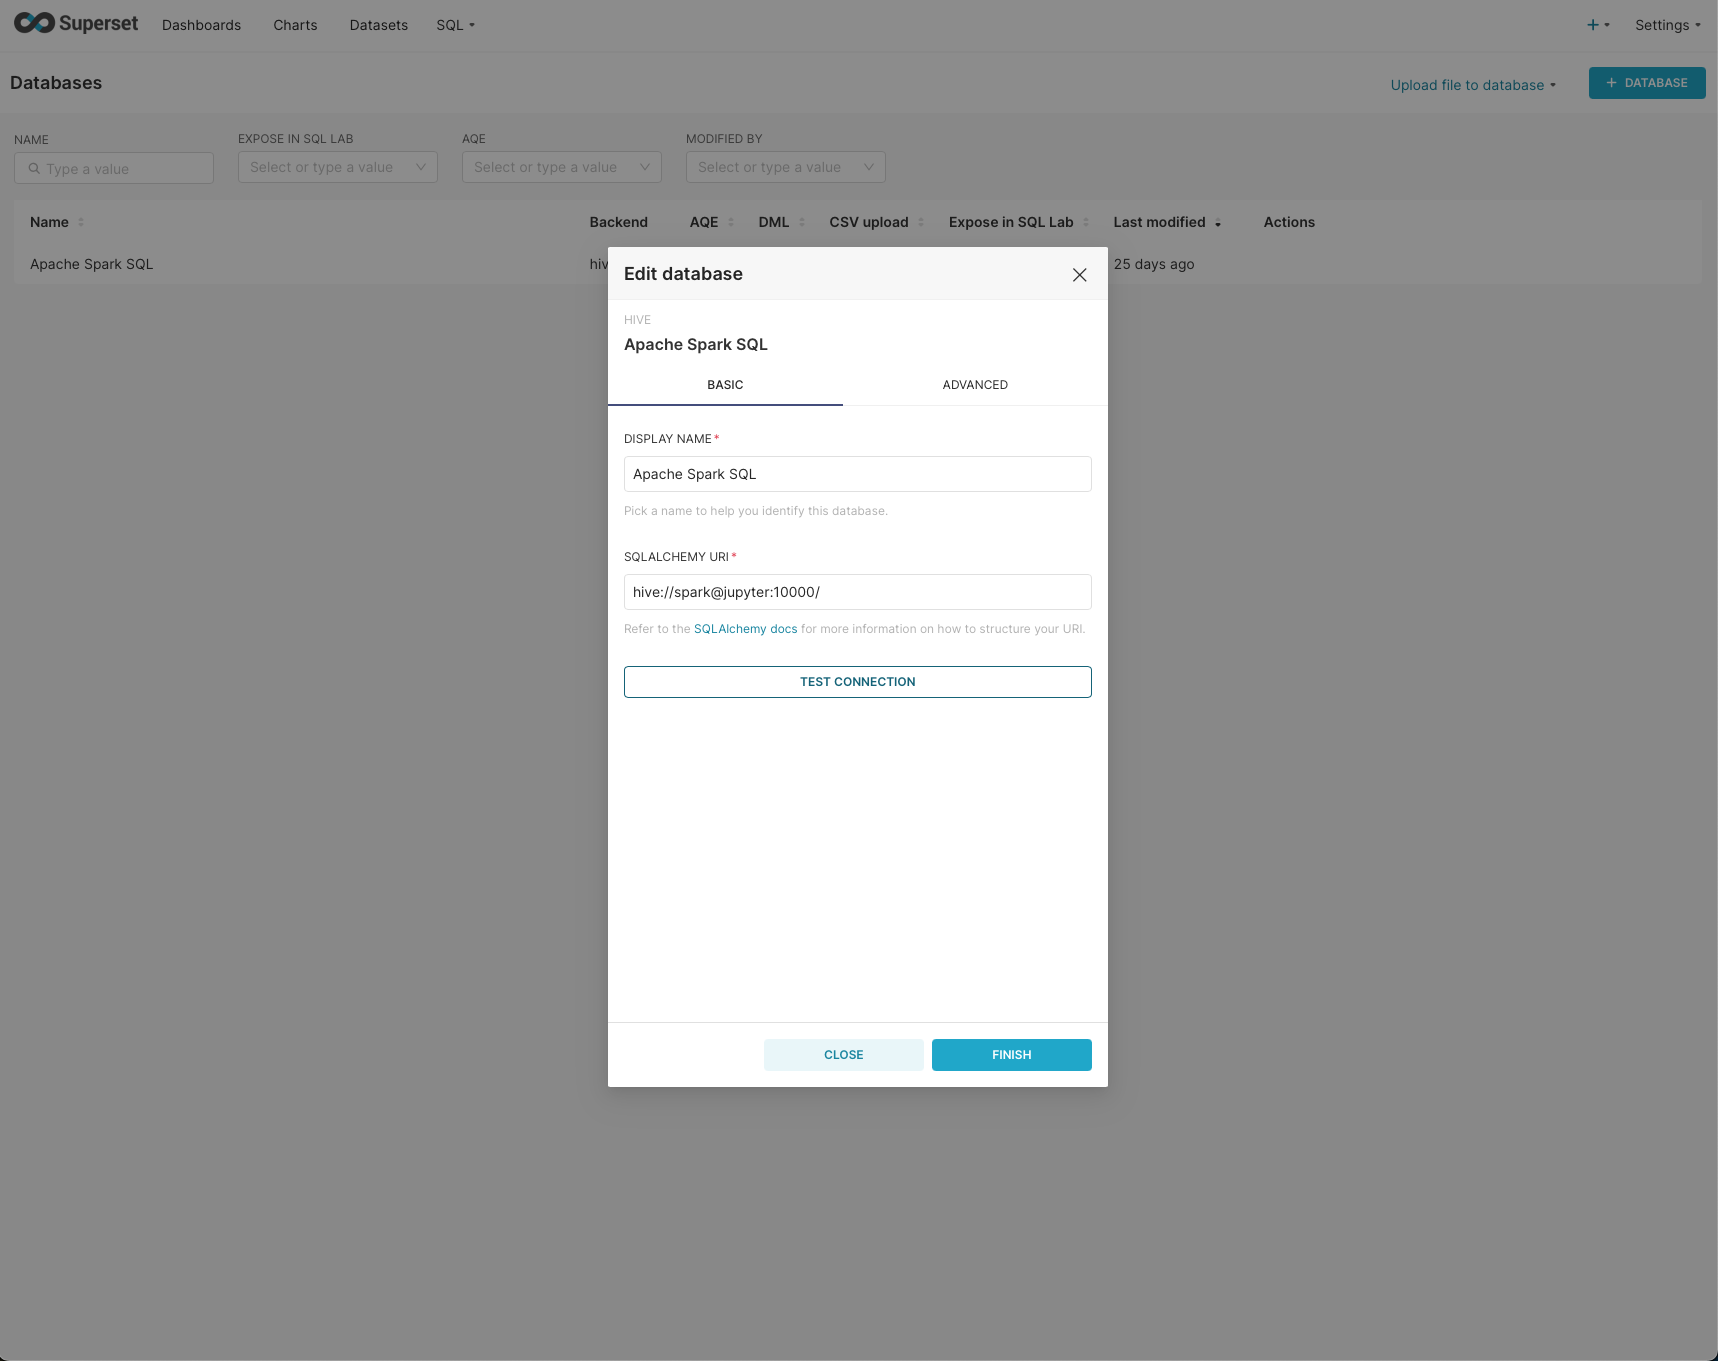 Superset Dashboards Charts Datasets SQL + Settings
Databases
Upload file to database + DATABASE
NAME EXPOSE IN SQL LAB AQE MODIFIED BY
Type a value Select or type a value Select or type a value Select or type a value
Name Backend AQE DML CSV upload Expose in SQL Lab Last modified Actions
Apache Spark SQL 25 days ago
Edit database
HIVE
Apache Spark SQL
BASIC ADVANCED
DISPLAY NAME*
Apache Spark SQL
Pick a name to help you identify this database.
SQLALCHEMY URI*
hive://spark@jupyter:10000/
Refer to the SQLAlchemy docs for more information on how to structure your URI.
TEST CONNECTION
CLOSE FINISH